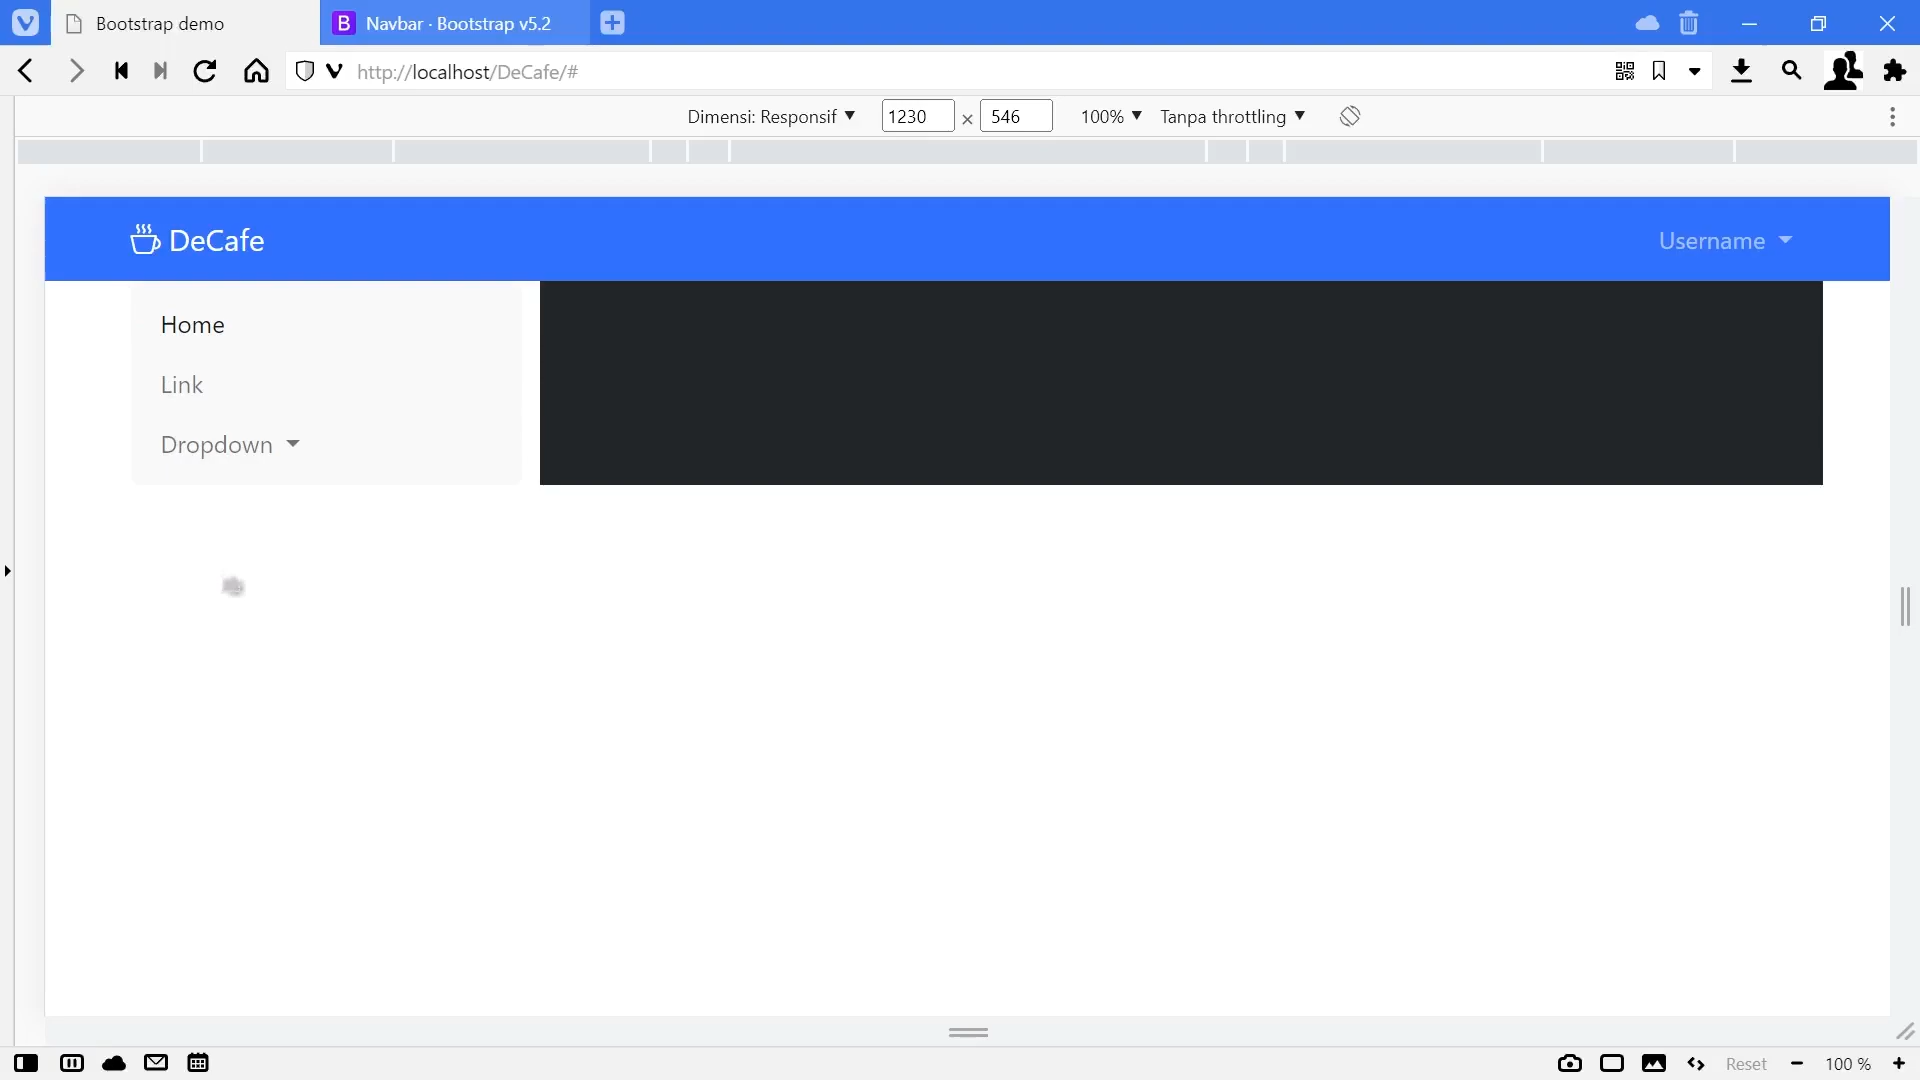 Bootstrap demo
B Navbar · Bootstrap v5.2
http://localhost/DeCafe/#
Dimensi: Responsif 1230 × 546 100% Tanpa throttling
DeCafe
Username
Home
Link
Dropdown
Reset 100 %